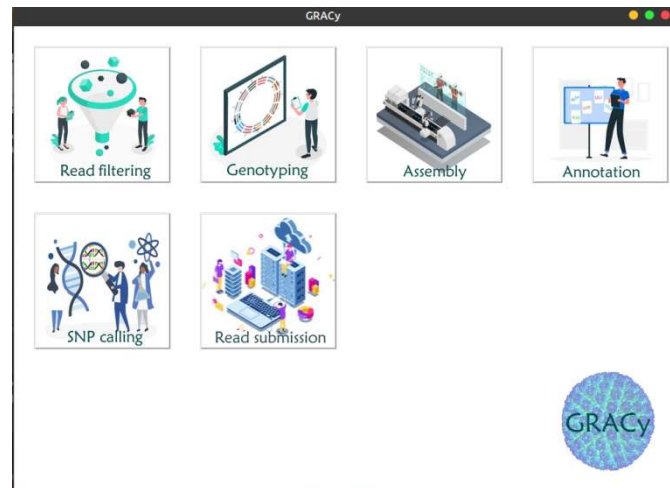 GRACy
Read filtering
Genotyping
Assembly
Annotation
SNP calling
Read submission
GRACy